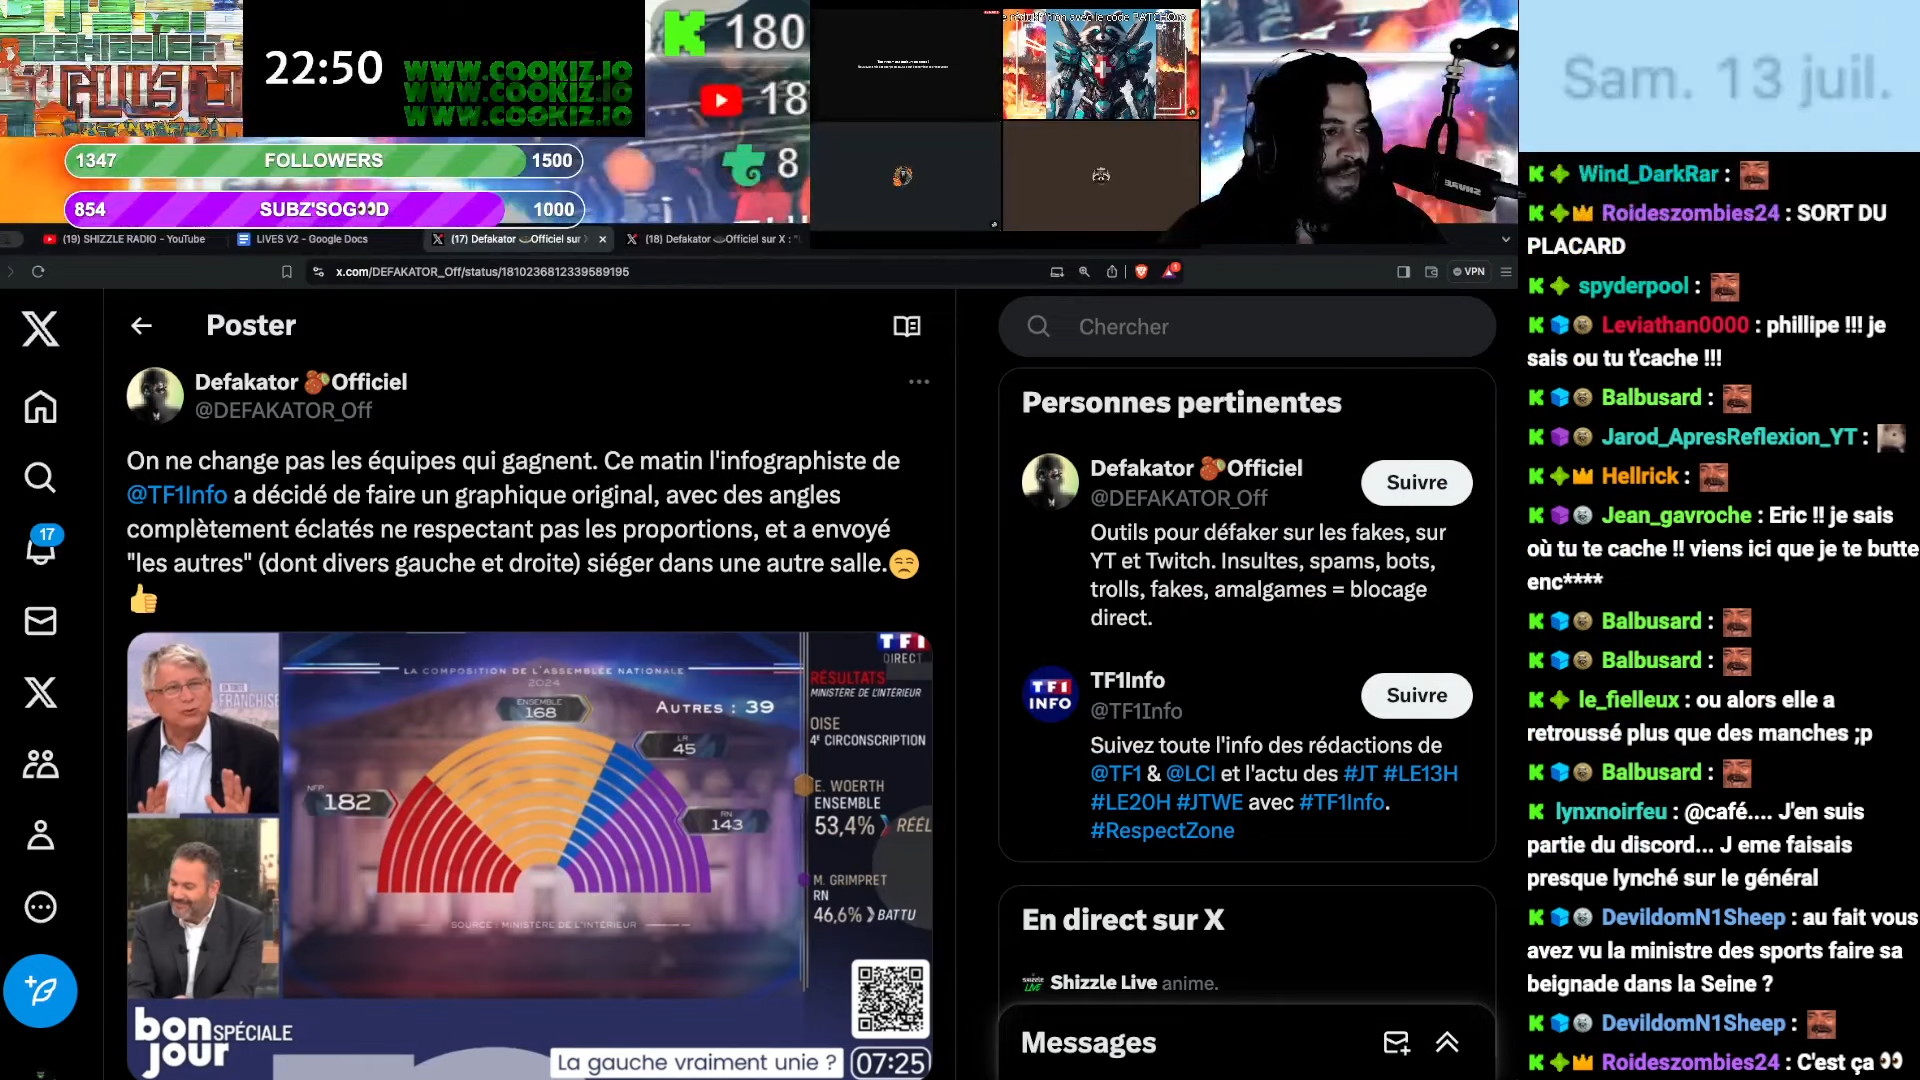 22:50
WWW.COOKIZ.IO
WWW.COOKIZ.IO
WWW.COOKIZ.IO
180
18
8
1347 FOLLOWERS 1500
854 SUBZ'SOG👀D 1000
Sam. 13 juil.
(19) SHIZZLE RADIO - YouTube
LIVES V2 - Google Docs
(17) Defakator Officiel sur
(18) Defakator Officiel sur X : "L
x.com/DEFAKATOR_Off/status/1810236812339589195
VPN
Poster
Defakator Officiel
@DEFAKATOR_Off
On ne change pas les équipes qui gagnent. Ce matin l'infographiste de
@TF1Info a décidé de faire un graphique original, avec des angles
complètement éclatés ne respectant pas les proportions, et a envoyé
"les autres" (dont divers gauche et droite) siéger dans une autre salle.😒
👍
17
LA COMPOSITION DE L'ASSEMBLÉE NATIONALE
2024
ENSEMBLE
168
AUTRES : 39
LR
45
NFP
182
RN
143
SOURCE : MINISTÈRE DE L'INTÉRIEUR
TF1
DIRECT
RÉSULTATS
MINISTÈRE DE L'INTÉRIEUR
OISE
4E CIRCONSCRIPTION
E. WOERTH
ENSEMBLE
53,4% RÉÉL
M. GRIMPRET
RN
46,6% BATTU
EN TOUTE
FRANCHISE
bon
jour
SPÉCIALE
La gauche vraiment unie ?
07:25
Chercher
Personnes pertinentes
Defakator Officiel
@DEFAKATOR_Off
Suivre
Outils pour défaker sur les fakes, sur
YT et Twitch. Insultes, spams, bots,
trolls, fakes, amalgames = blocage
direct.
TF1 INFO
TF1Info
@TF1Info
Suivre
Suivez toute l'info des rédactions de
@TF1 & @LCI et l'actu des #JT #LE13H
#LE20H #JTWE avec #TF1Info.
#RespectZone
En direct sur X
Shizzle Live anime.
Messages
Wind_DarkRar :
Roideszombies24 : SORT DU
PLACARD
spyderpool :
Leviathan0000 : phillipe !!! je
sais ou tu t'cache !!!
Balbusard :
Jarod_ApresReflexion_YT :
Hellrick :
Jean_gavroche : Eric !! je sais
où tu te cache !! viens ici que je te butte
enc****
Balbusard :
Balbusard :
le_fielleux : ou alors elle a
retroussé plus que des manches ;p
Balbusard :
lynxnoirfeu : @café.... J'en suis
partie du discord... J eme faisais
presque lynché sur le général
DevildomN1Sheep : au fait vous
avez vu la ministre des sports faire sa
beignade dans la Seine ?
DevildomN1Sheep :
Roideszombies24 : C'est ça 👀